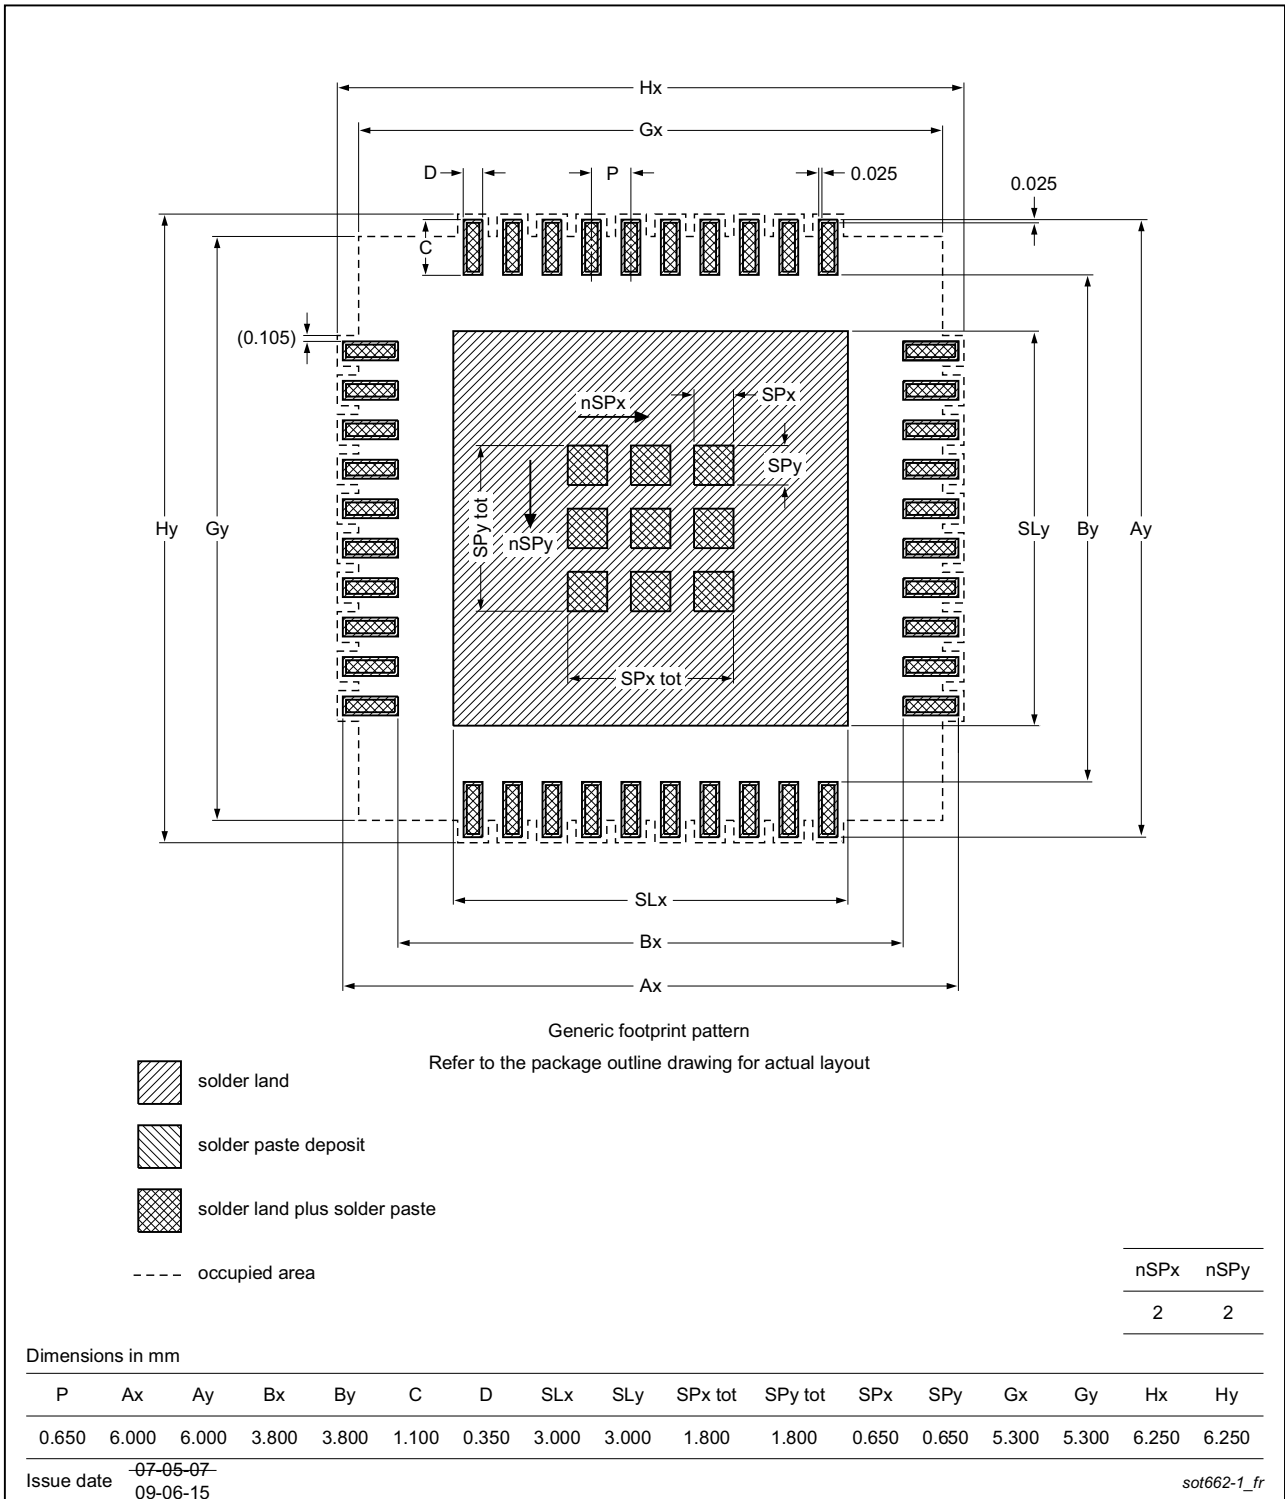 Hx
Gx
D
P
0.025
0.025
C
(0.105)
nSPx
SPx
SPy
SPy tot
nSPy
Hy
Gy
SLy
By
Ay
SPx tot
SLx
Bx
Ax
Generic footprint pattern
Refer to the package outline drawing for actual layout
solder land
solder paste deposit
solder land plus solder paste
occupied area
nSPx nSPy
2 2
Dimensions in mm
P Ax Ay Bx By C D SLx SLy SPx tot SPy tot SPx SPy Gx Gy Hx Hy
0.650 6.000 6.000 3.800 3.800 1.100 0.350 3.000 3.000 1.800 1.800 0.650 0.650 5.300 5.300 6.250 6.250
Issue date 07-05-07
09-06-15
sot662-1_fr